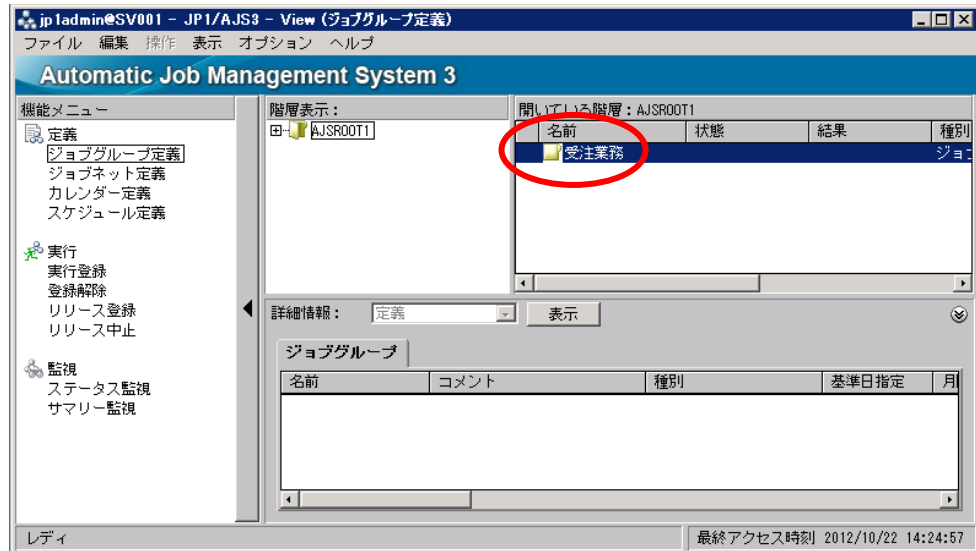 jp1admin@SV001 - JP1/AJS3 - View (ジョブグループ定義)
ファイル 編集 操作 表示 オプション ヘルプ
Automatic Job Management System 3
機能メニュー
定義
ジョブグループ定義
ジョブネット定義
カレンダー定義
スケジュール定義
実行
実行登録
登録解除
リリース登録
リリース中止
監視
ステータス監視
サマリー監視
階層表示:
AJSROOT1
開いている階層:AJSROOT1
名前 状態 結果 種別
受注業務 ジョ
詳細情報: 定義 表示
ジョブグループ
名前 コメント 種別 基準日指定 月
レディ
最終アクセス時刻 2012/10/22 14:24:57